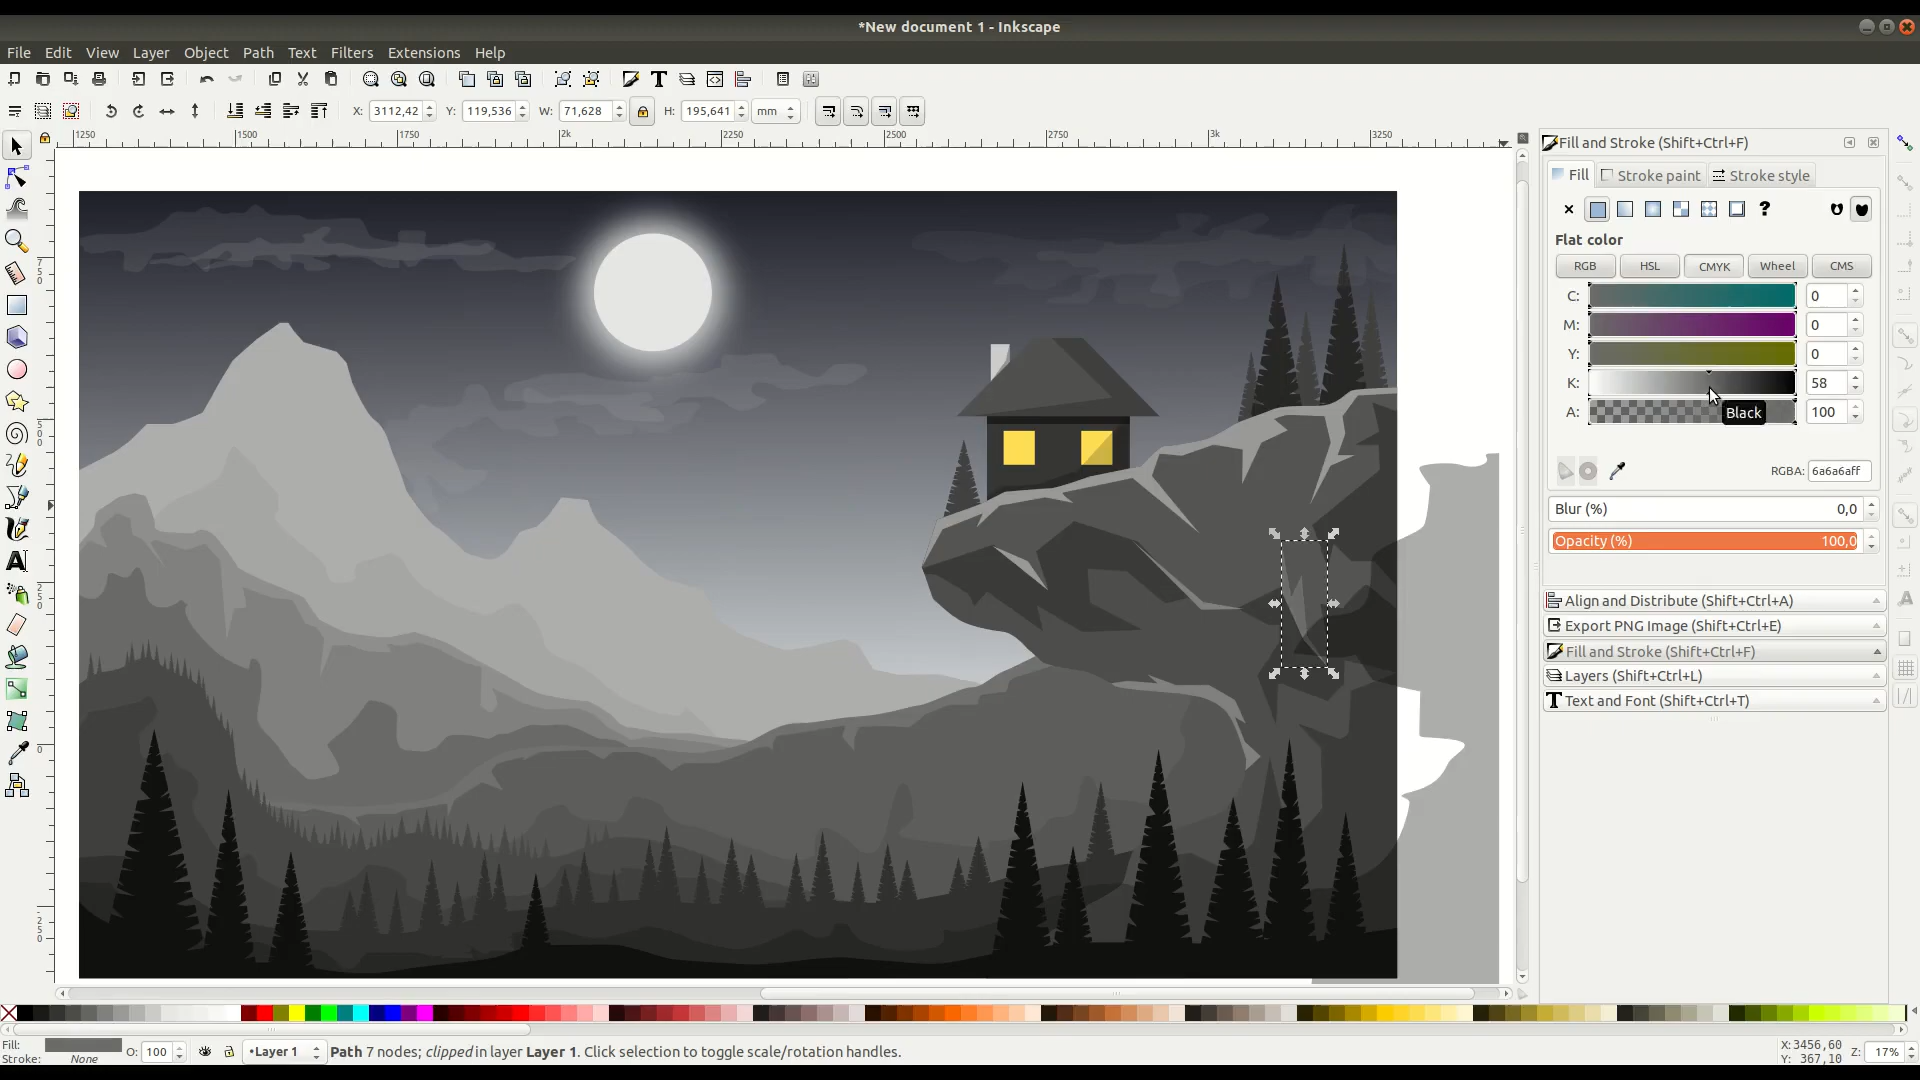 *New document 1 - Inkscape
File Edit View Layer Object Path Text Filters Extensions Help
X: 3112,42 Y: 119,536 W: 71,628 H: 195,641 mm
1250 1500 1750 2k 2250 2500 2750 3k 3250
Fill and Stroke (Shift+Ctrl+F)
Fill Stroke paint Stroke style
Flat color
RGB HSL CMYK Wheel CMS
C: 0
M: 0
Y: 0
K: 58
A: 100
Black
RGBA: 6a6a6aff
Blur (%) 0,0
Opacity (%) 100,0
Align and Distribute (Shift+Ctrl+A)
Export PNG Image (Shift+Ctrl+E)
Fill and Stroke (Shift+Ctrl+F)
Layers (Shift+Ctrl+L)
Text and Font (Shift+Ctrl+T)
750
500
250
0
-250
Fill:
Stroke: None
O: 100
•Layer 1
Path 7 nodes; clipped in layer Layer 1. Click selection to toggle scale/rotation handles.
X:3456,60
Y: 367,10
Z: 17%